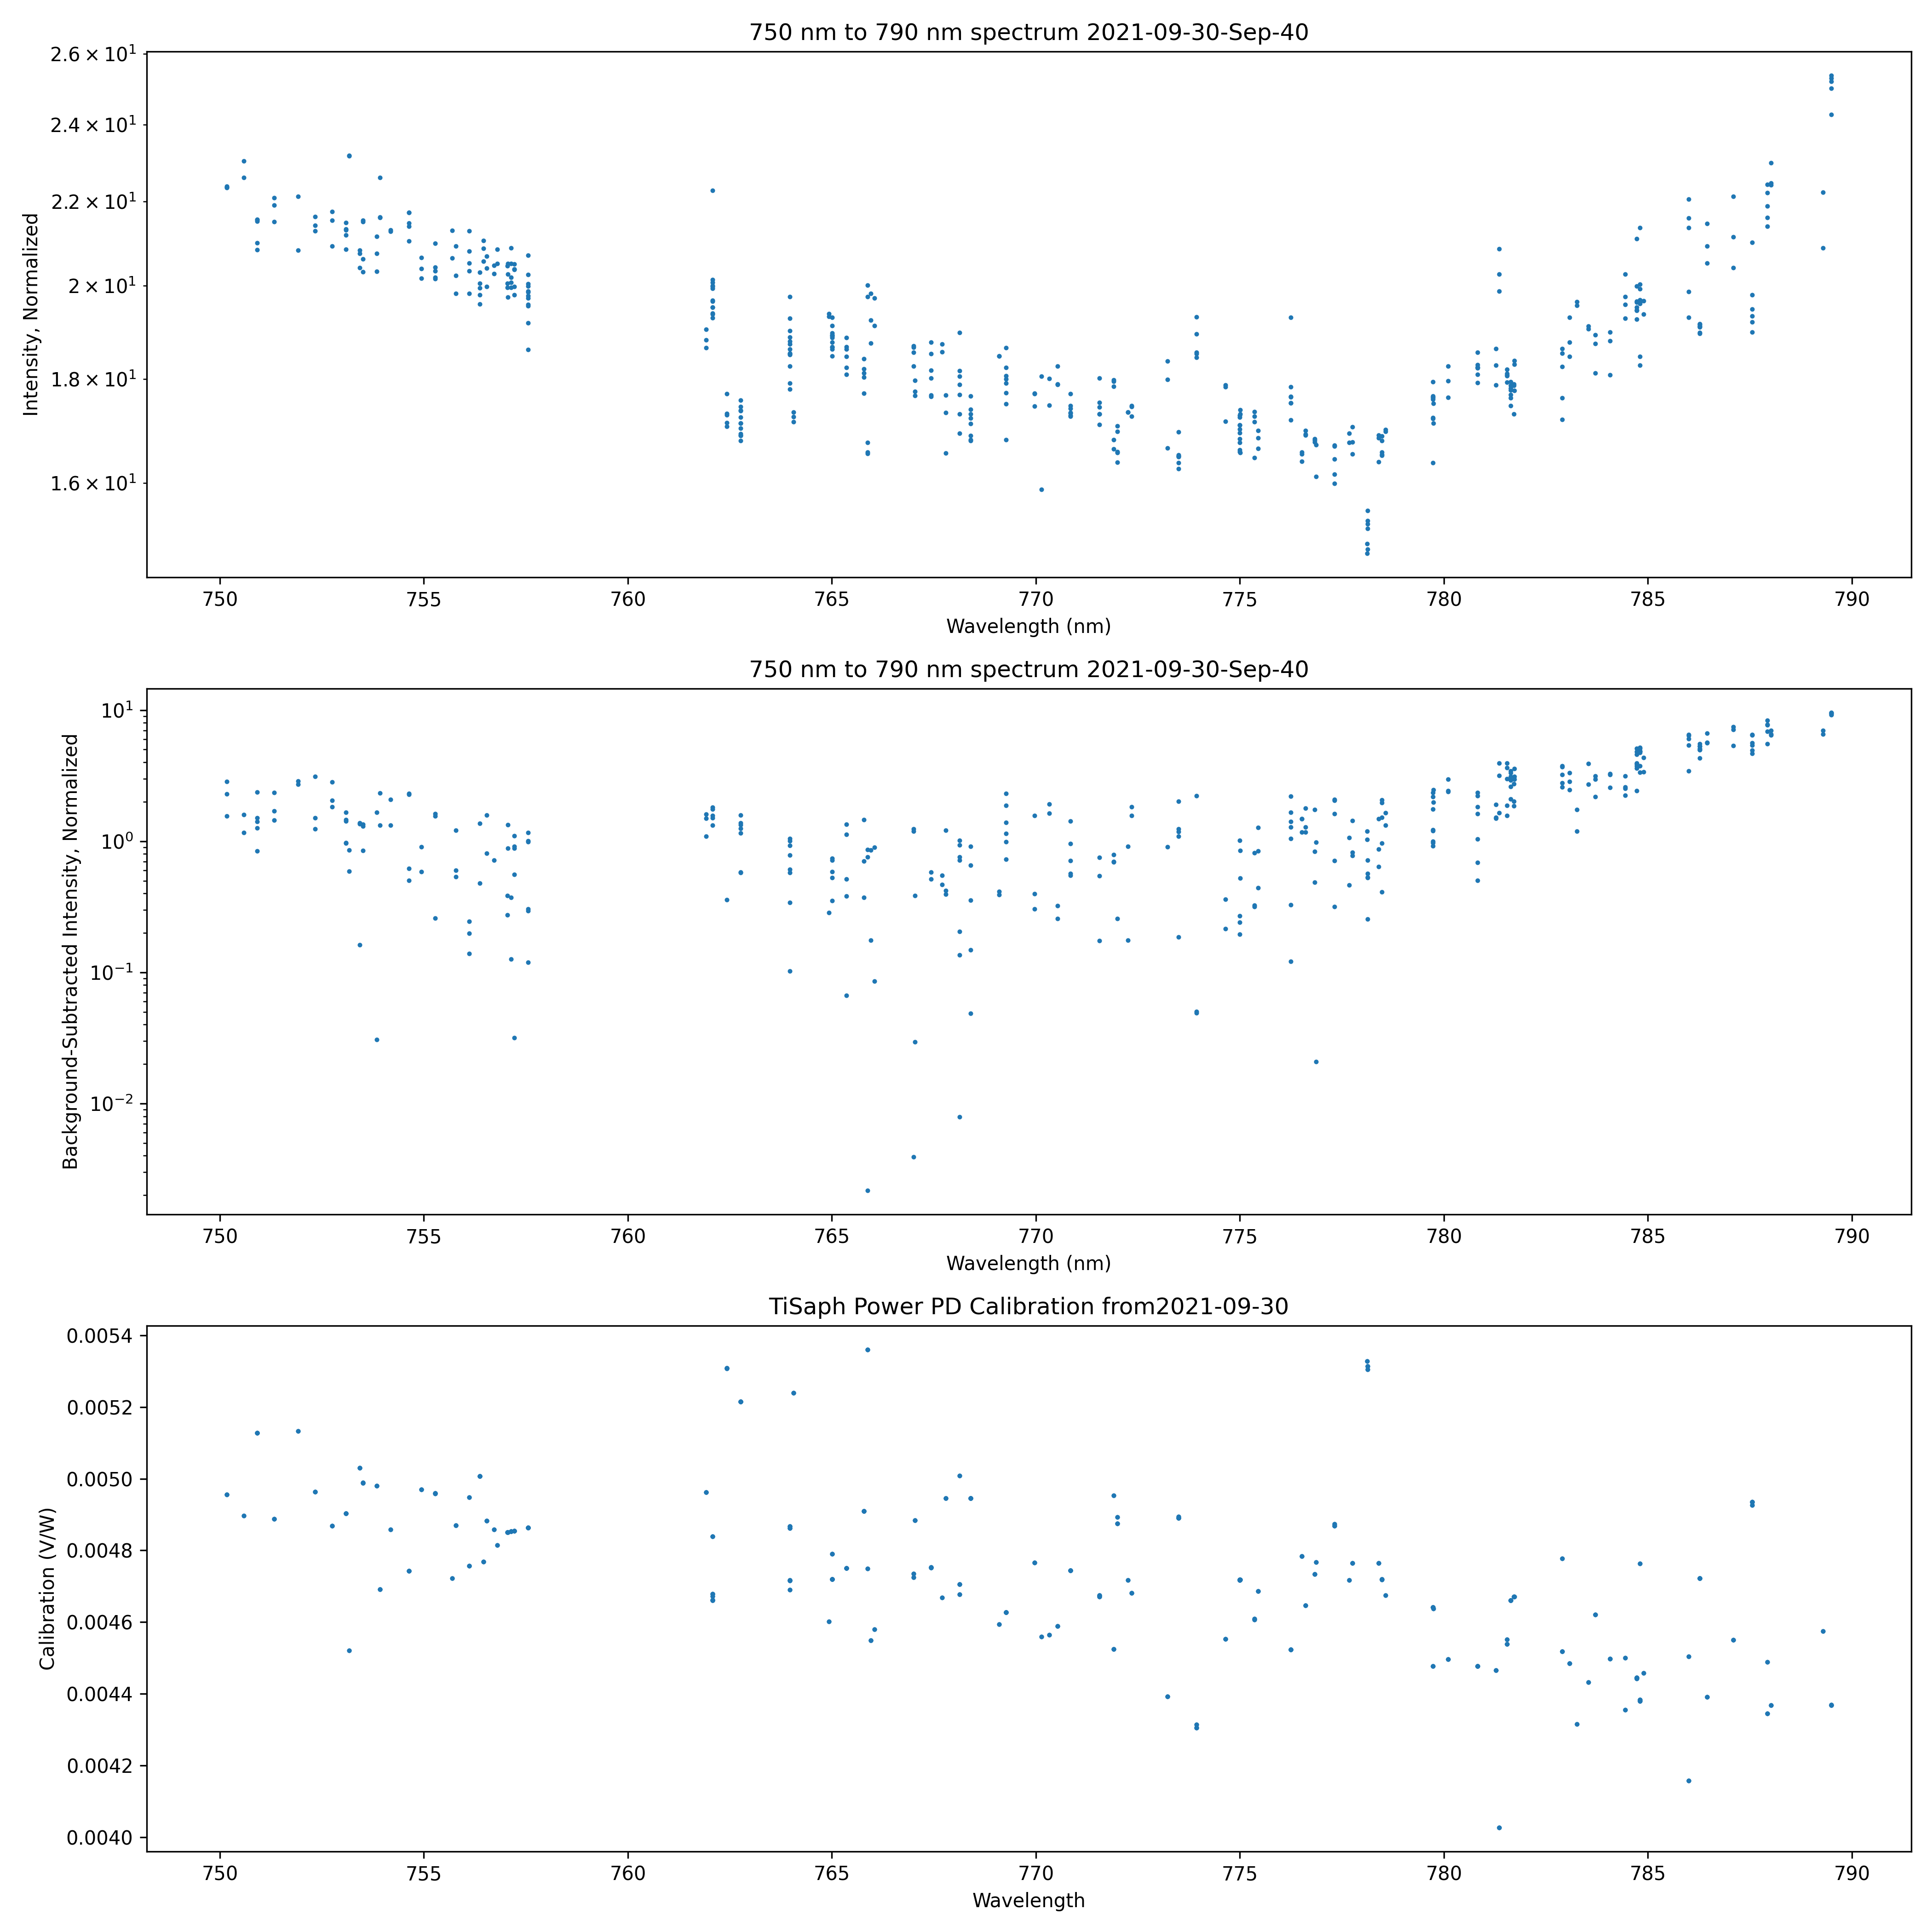 750 nm to 790 nm spectrum 2021-09-30-Sep-40
2.6 × 10¹
2.4 × 10¹
2.2 × 10¹
2 × 10¹
1.8 × 10¹
1.6 × 10¹
Intensity, Normalized
750 755 760 765 770 775 780 785 790
Wavelength (nm)
750 nm to 790 nm spectrum 2021-09-30-Sep-40
10¹
10⁰
10⁻¹
10⁻²
Background-Subtracted Intensity, Normalized
750 755 760 765 770 775 780 785 790
Wavelength (nm)
TiSaph Power PD Calibration from2021-09-30
0.0054
0.0052
0.0050
0.0048
0.0046
0.0044
0.0042
0.0040
Calibration (V/W)
750 755 760 765 770 775 780 785 790
Wavelength